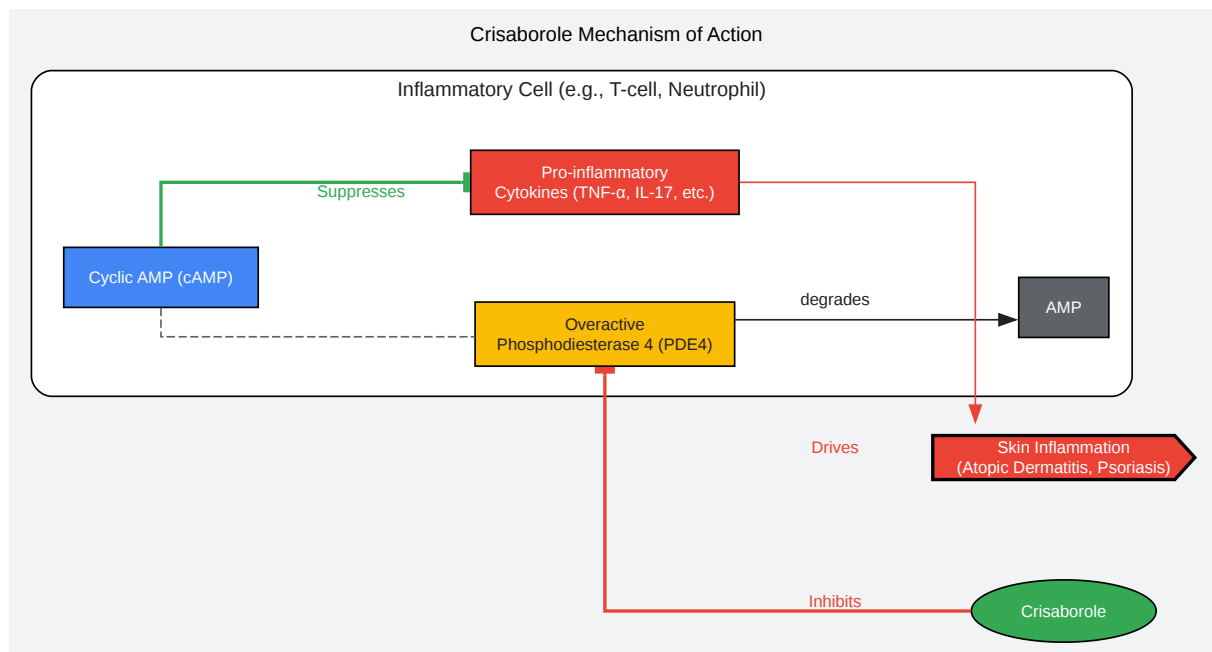 Crisaborole Mechanism of Action
Inflammatory Cell (e.g., T-cell, Neutrophil)
Pro-inflammatory
Cytokines (TNF-α, IL-17, etc.)
Suppresses
Cyclic AMP (cAMP)
degrades
AMP
Overactive
Phosphodiesterase 4 (PDE4)
Drives
Skin Inflammation
(Atopic Dermatitis, Psoriasis)
Inhibits
Crisaborole